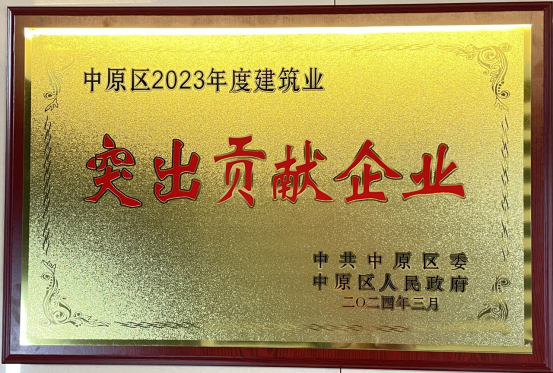 中原区2023年度建筑业
突出贡献企业
中共中原区委
中原区人民政府
二〇二四年三月